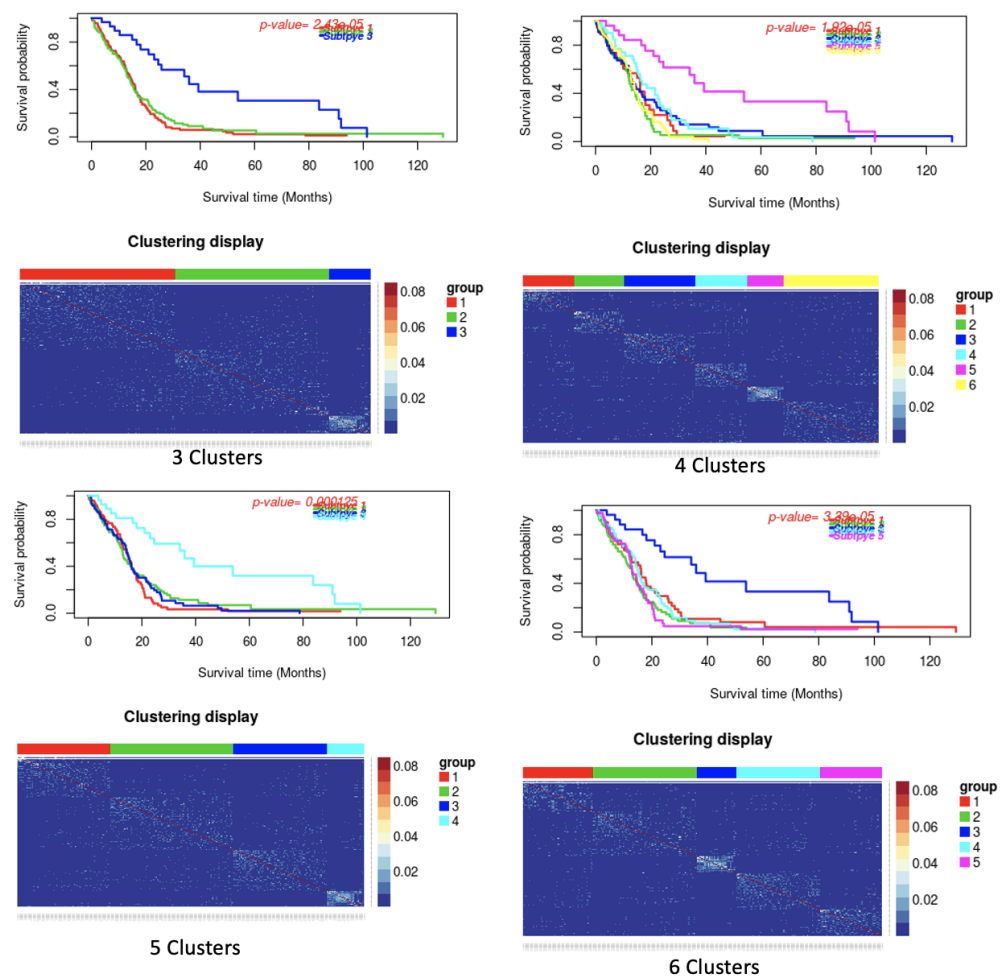 p-value= 2.43e-05
Subtpye 3
Survival probability
0.8
0.4
0.0
0 20 40 60 80 100 120
Survival time (Months)
Clustering display
group
1
2
3
0.08
0.06
0.04
0.02
3 Clusters
p-value= 1.92e-05
Survival probability
0.8
0.4
0.0
0 20 40 60 80 100 120
Survival time (Months)
Clustering display
group
1
2
3
4
5
6
0.08
0.06
0.04
0.02
4 Clusters
p-value= 0.000125
Survival probability
0.8
0.4
0.0
0 20 40 60 80 100 120
Survival time (Months)
Clustering display
group
1
2
3
4
0.08
0.06
0.04
0.02
5 Clusters
p-value= 3.39e-05
Subtpye 5
Survival probability
0.8
0.4
0.0
0 20 40 60 80 100 120
Survival time (Months)
Clustering display
group
1
2
3
4
5
0.08
0.06
0.04
0.02
6 Clusters